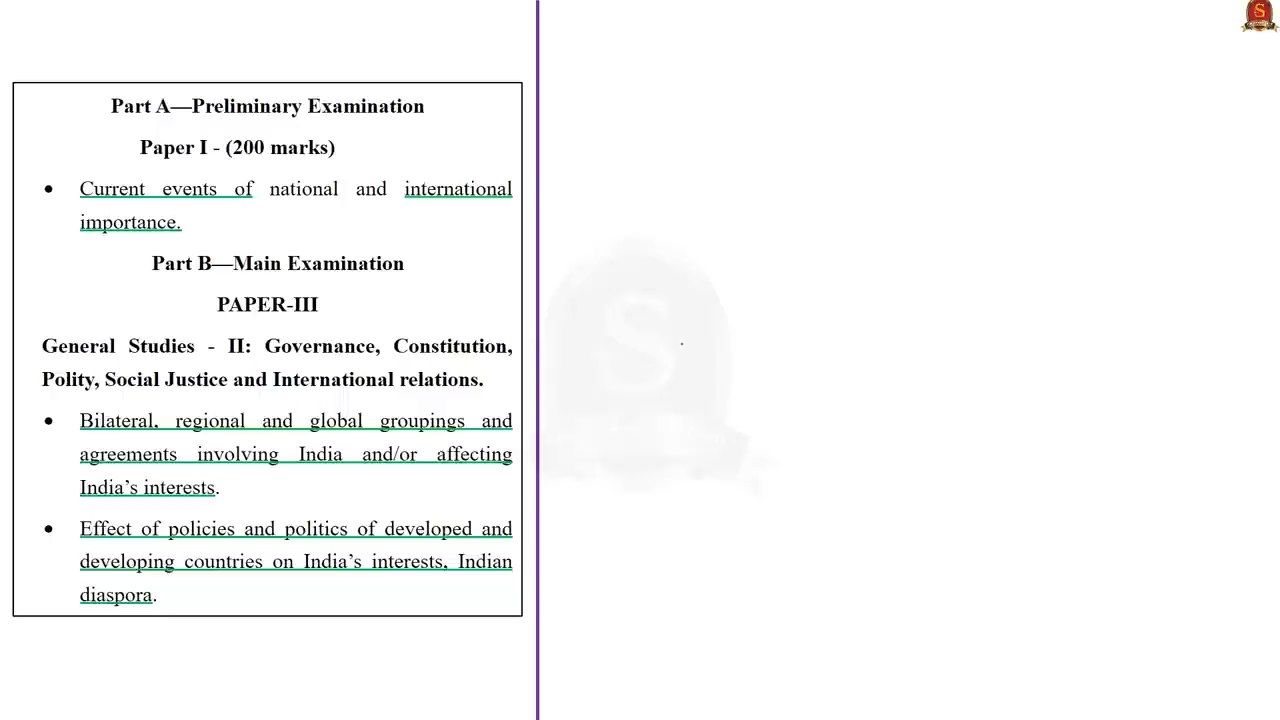 Part A—Preliminary Examination
Paper I - (200 marks)
• Current events of national and international
importance.
Part B—Main Examination
PAPER-III
General Studies - II: Governance, Constitution,
Polity, Social Justice and International relations.
• Bilateral, regional and global groupings and
agreements involving India and/or affecting
India’s interests.
• Effect of policies and politics of developed and
developing countries on India’s interests, Indian
diaspora.
S
S